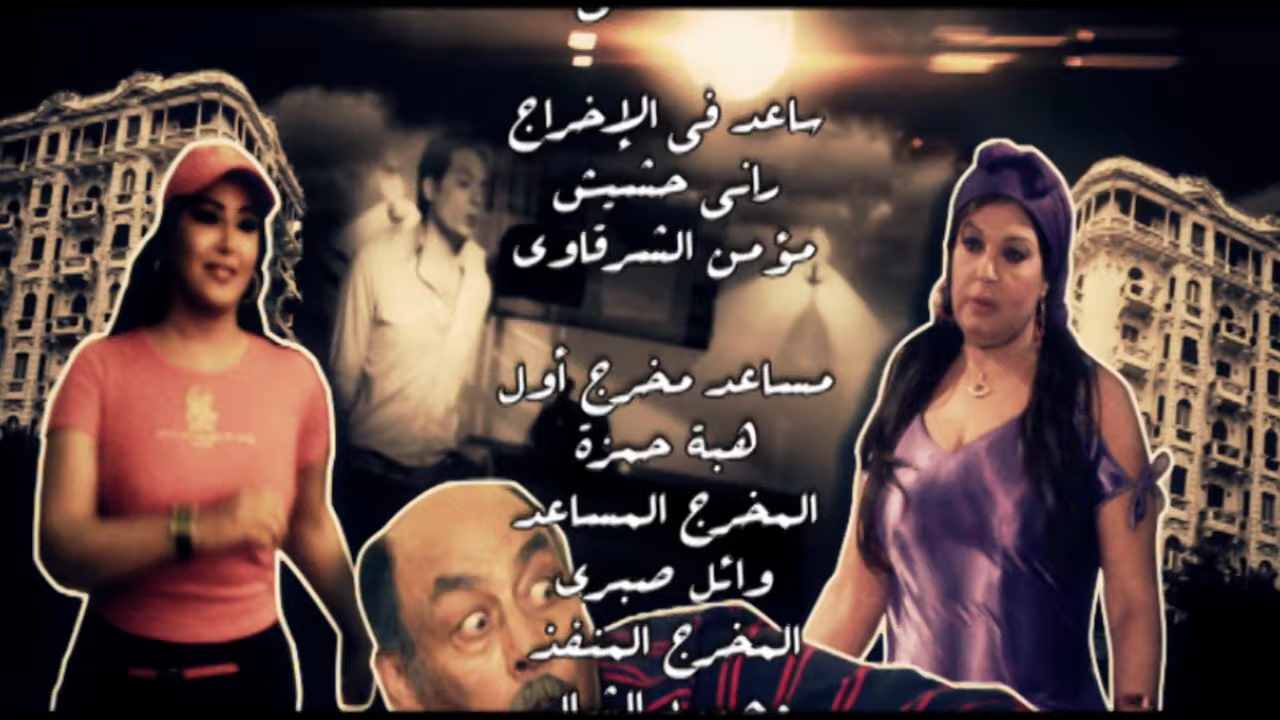 ساعد فى الإخراج
رانى حشيش
مؤمن الشرقاوى
مساعد مخرج أول
هبة حمزة
المخرج المساعد
وائل صبرى
المخرج المنفذ